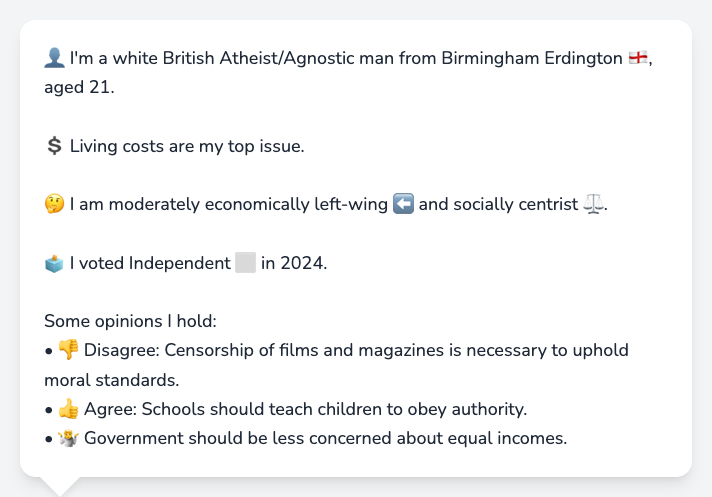 👤 I'm a white British Atheist/Agnostic man from Birmingham Erdington 🏴󠁧󠁢󠁥󠁮󠁧󠁿,
aged 21.
💲 Living costs are my top issue.
🤔 I am moderately economically left-wing ⬅️ and socially centrist ⚖️.
🗳️ I voted Independent ⬜ in 2024.
Some opinions I hold:
• 👎 Disagree: Censorship of films and magazines is necessary to uphold
moral standards.
• 👍 Agree: Schools should teach children to obey authority.
• 🤷 Government should be less concerned about equal incomes.